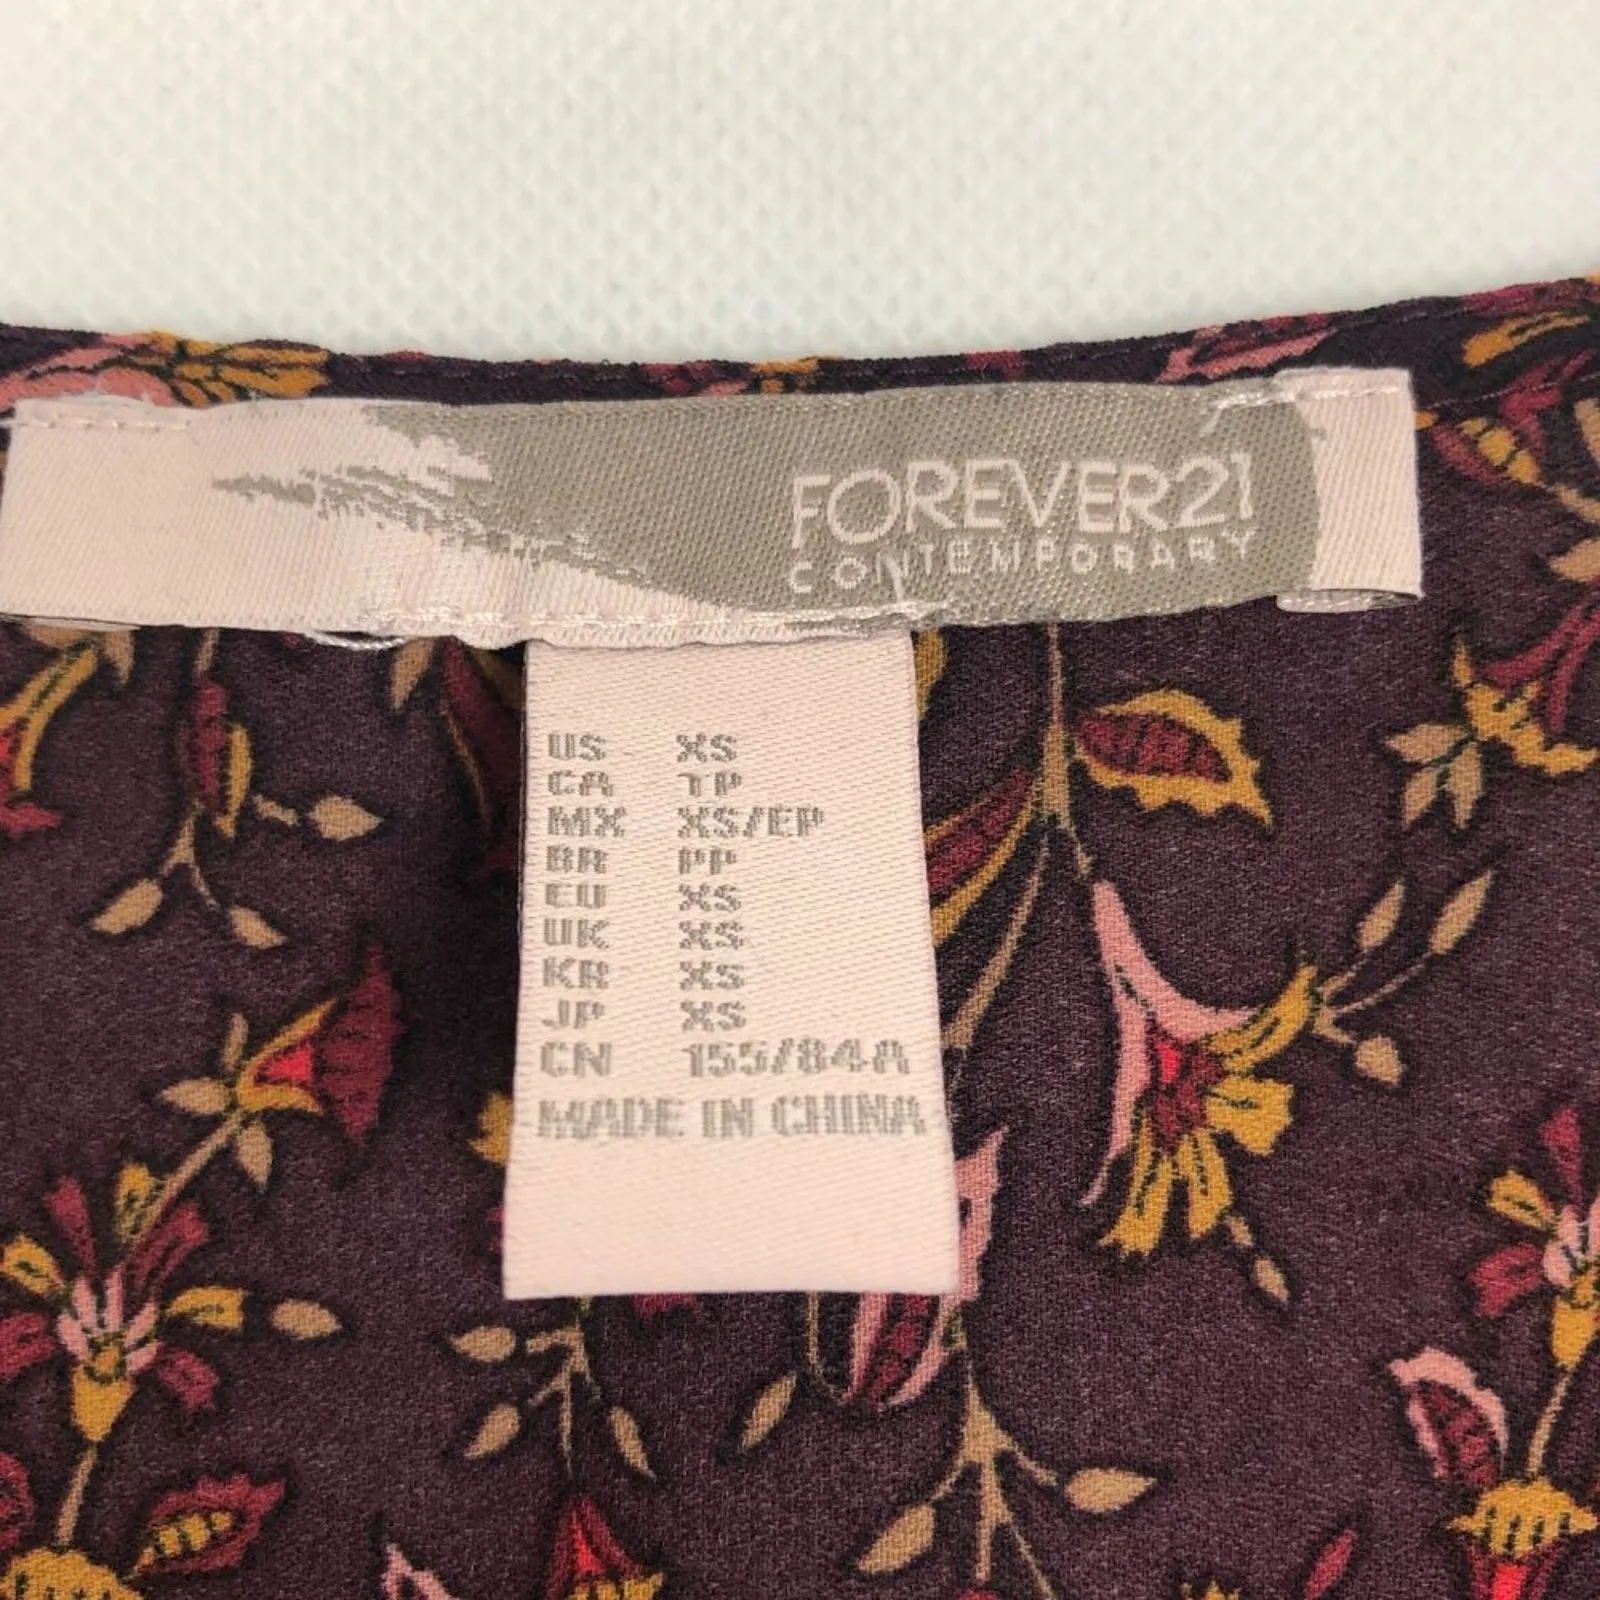 FOREVER21
CONTEMPORARY
US XS
CA TP
MX XS/EP
BR PP
EU XS
UK XS
KR XS
JP XS
CN 155/84A
MADE IN CHINA